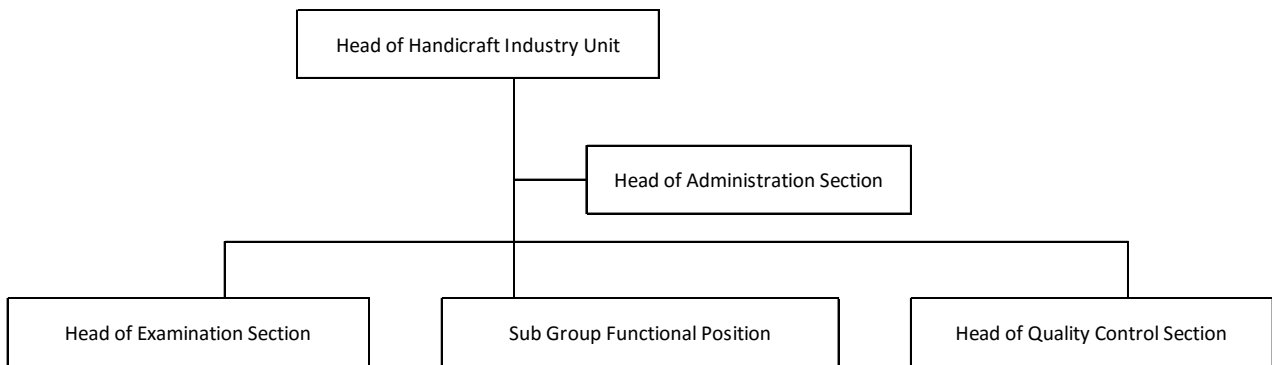 Head of Handicraft Industry Unit
Head of Administration Section
Head of Examination Section
Sub Group Functional Position
Head of Quality Control Section